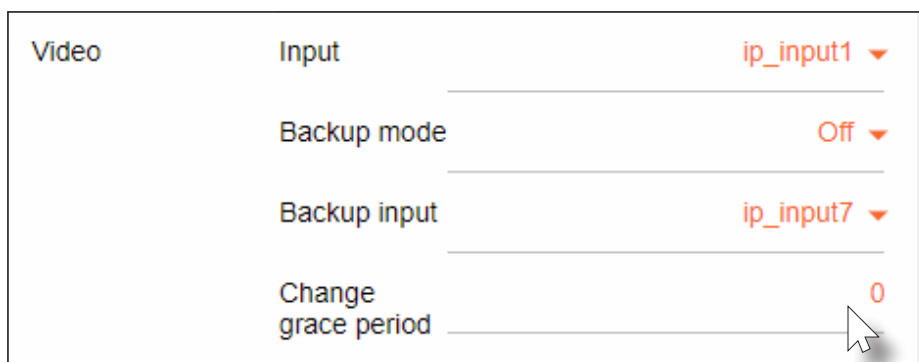 Video Input ip_input1
Backup mode Off
Backup input ip_input7
Change 0
grace period